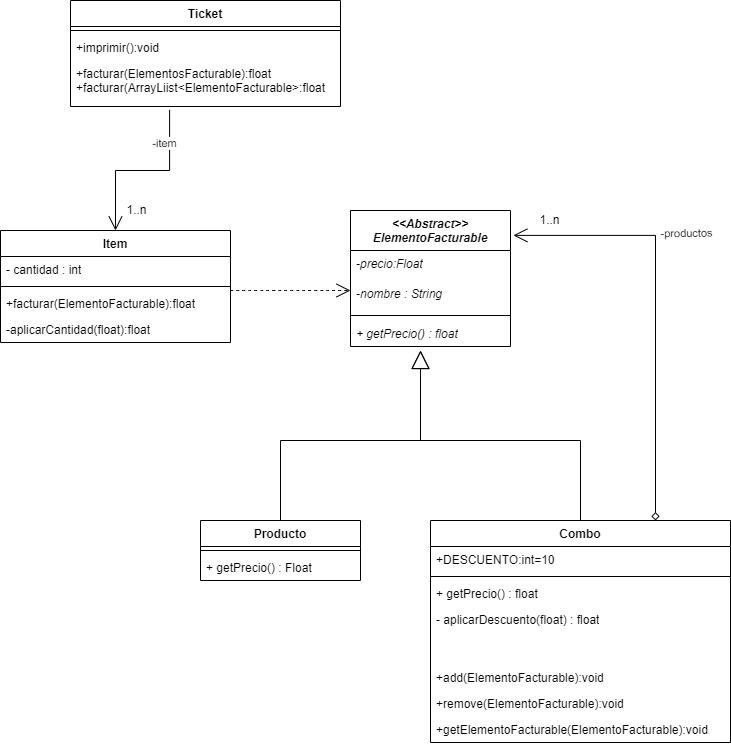 Ticket
+imprimir():void
+facturar(ElementosFacturable):float
+facturar(ArrayLiist<ElementoFacturable>:float
-item
1..n
Item
- cantidad : int
+facturar(ElementoFacturable):float
-aplicarCantidad(float):float
<<Abstract>>
ElementoFacturable
-precio:Float
-nombre : String
+ getPrecio() : float
1..n
-productos
Producto
+ getPrecio() : Float
Combo
+DESCUENTO:int=10
+ getPrecio() : float
- aplicarDescuento(float) : float
+add(ElementoFacturable):void
+remove(ElementoFacturable):void
+getElementoFacturable(ElementoFacturable):void